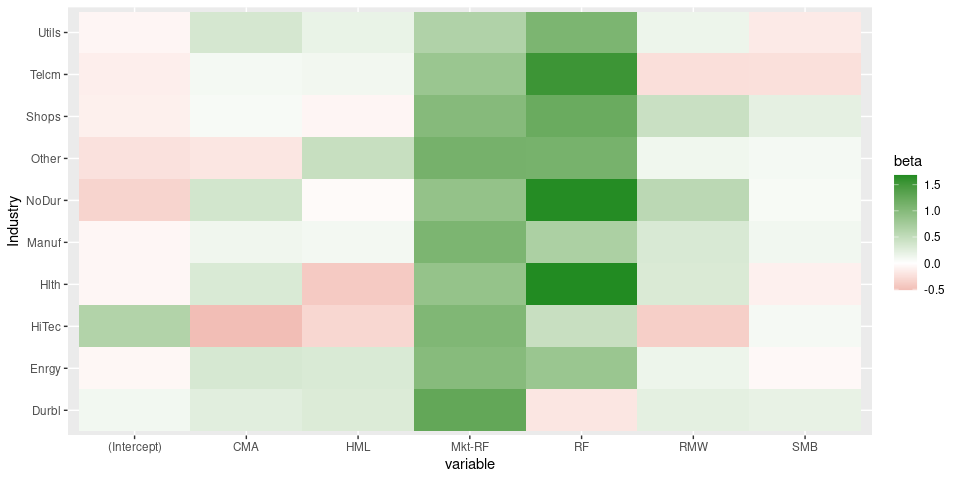 Utils
Telcm
Shops
Other
NoDur
Manuf
Hlth
HiTec
Enrgy
Durbl
Industry
(Intercept) CMA HML Mkt-RF RF RMW SMB
variable
beta
1.5
1.0
0.5
0.0
-0.5